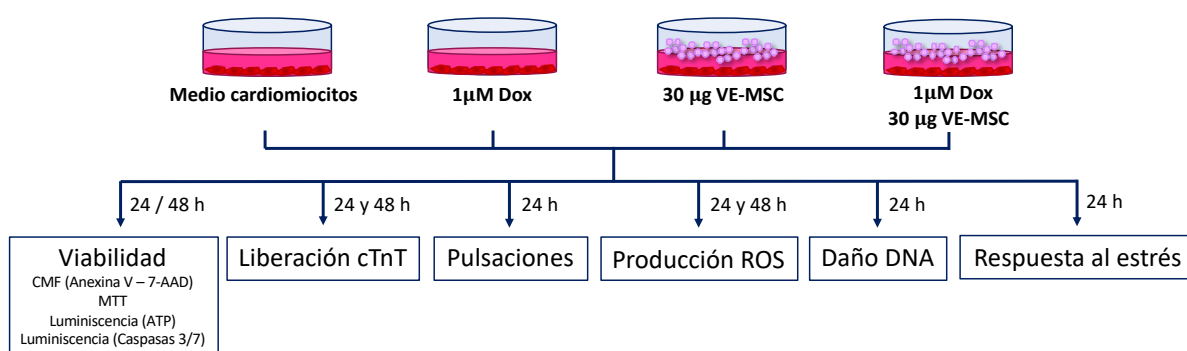 Medio cardiomiocitos
1μM Dox
30 μg VE-MSC
1μM Dox
30 μg VE-MSC
24 / 48 h
24 y 48 h
24 h
24 y 48 h
24 h
24 h
Viabilidad
CMF (Anexina V – 7-AAD)
MTT
Luminiscencia (ATP)
Luminiscencia (Caspasas 3/7)
Liberación cTnT
Pulsaciones
Producción ROS
Daño DNA
Respuesta al estrés